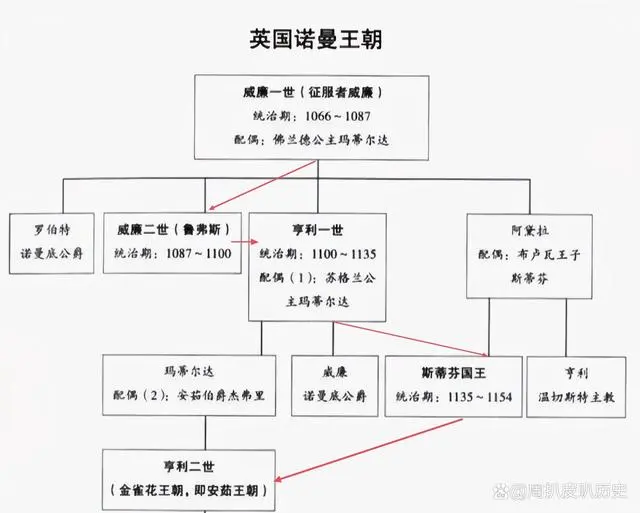 英国诺曼王朝
威廉一世（征服者威廉）
统治期：1066～1087
配偶：佛兰德公主玛蒂尔达
罗伯特
诺曼底公爵
威廉二世（鲁弗斯）
统治期：1087～1100
亨利一世
统治期：1100～1135
配偶（1）：苏格兰公
主玛蒂尔达
阿黛拉
配偶：布卢瓦王子
斯蒂芬
玛蒂尔达
配偶（2）：安茹伯爵杰弗里
威廉
诺曼底公爵
斯蒂芬国王
统治期：1135～1154
亨利
温切斯特主教
亨利二世
（金雀花王朝，即安茹王朝）
@周扒皮趴历史